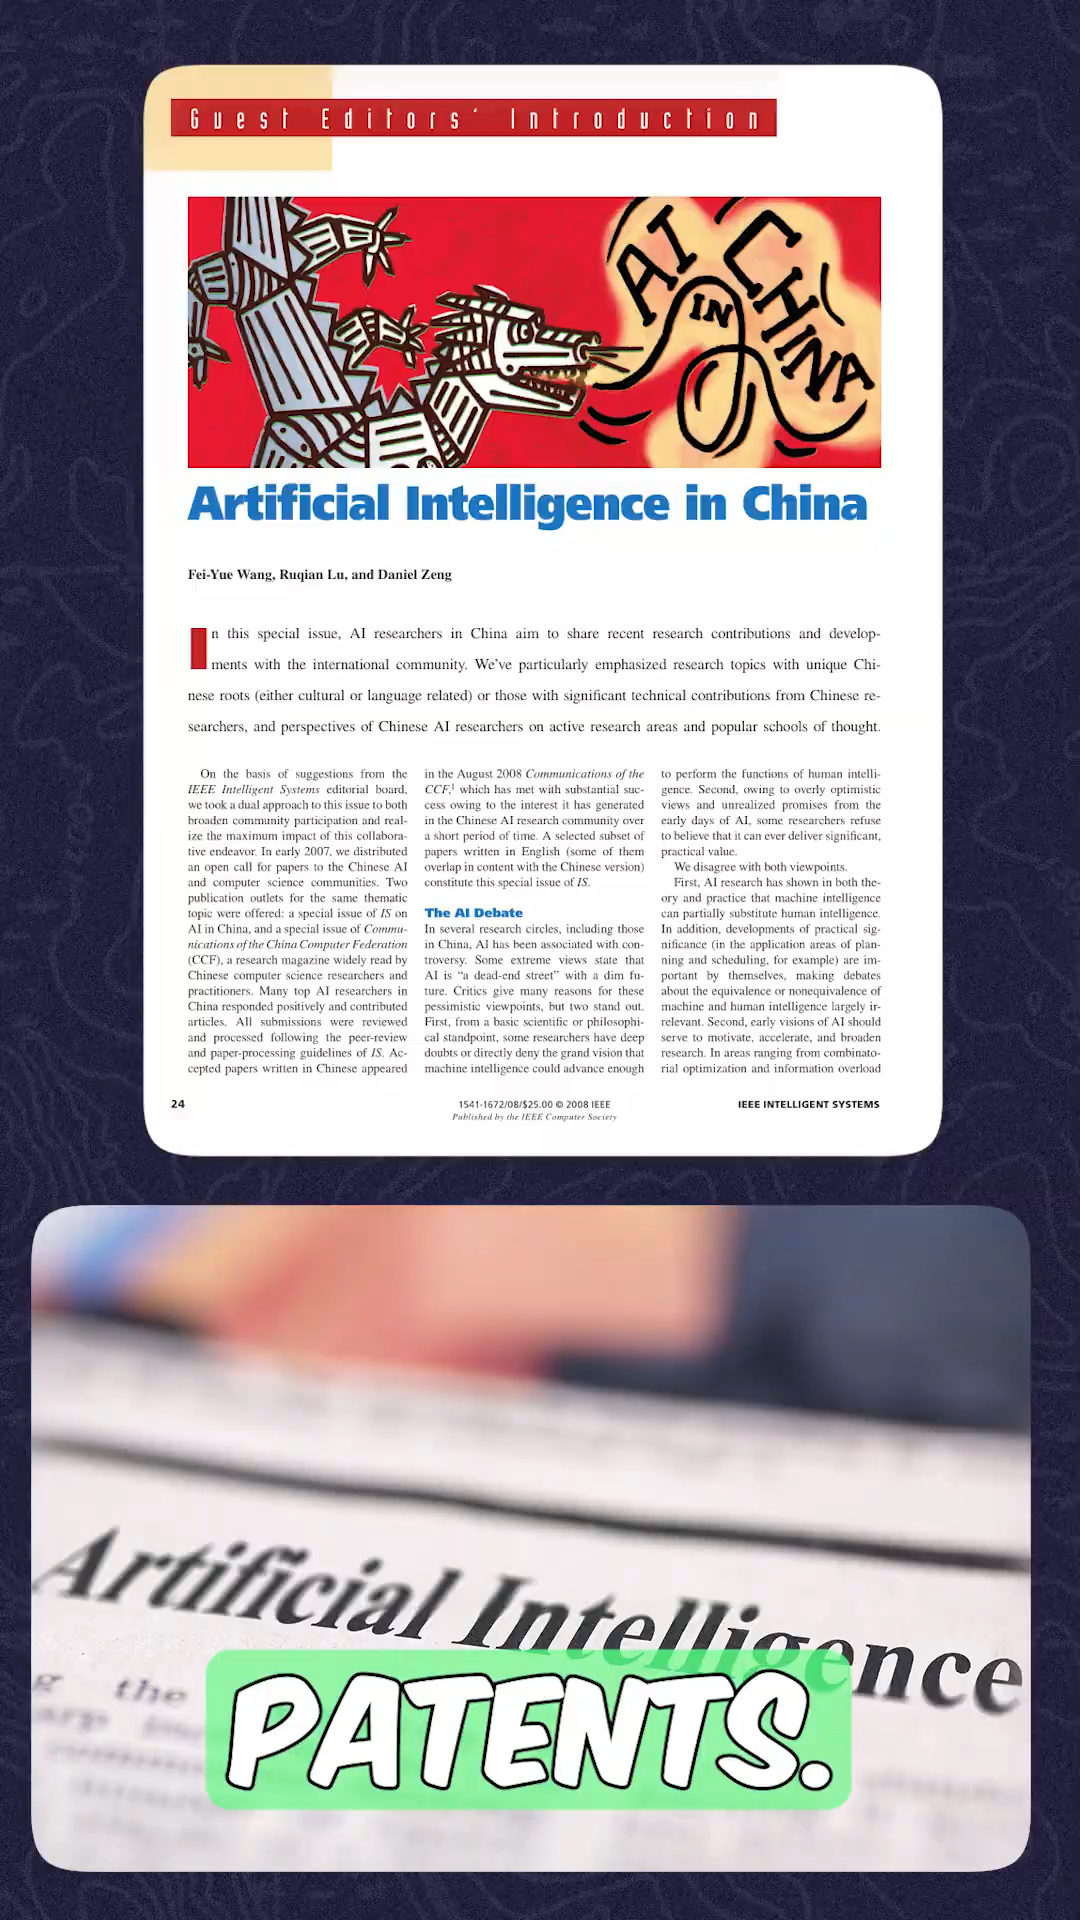 Guest Editors' Introduction
AI IN CHINA
Artificial Intelligence in China
Fei-Yue Wang, Ruqian Lu, and Daniel Zeng
In this special issue, AI researchers in China aim to share recent research contributions and develop-
ments with the international community. We've particularly emphasized research topics with unique Chi-
nese roots (either cultural or language related) or those with significant technical contributions from Chinese re-
searchers, and perspectives of Chinese AI researchers on active research areas and popular schools of thought.
On the basis of suggestions from the
IEEE Intelligent Systems editorial board,
we took a dual approach to this issue to both
broaden community participation and real-
ize the maximum impact of this collabora-
tive endeavor. In early 2007, we distributed
an open call for papers to the Chinese AI
and computer science communities. Two
publication outlets for the same thematic
topic were offered: a special issue of IS on
AI in China, and a special issue of Commu-
nications of the China Computer Federation
(CCF), a research magazine widely read by
Chinese computer science researchers and
practitioners. Many top AI researchers in
China responded positively and contributed
articles. All submissions were reviewed
and processed following the peer-review
and paper-processing guidelines of IS. Ac-
cepted papers written in Chinese appeared
in the August 2008 Communications of the
CCF,1 which has met with substantial suc-
cess owing to the interest it has generated
in the Chinese AI research community over
a short period of time. A selected subset of
papers written in English (some of them
overlap in content with the Chinese version)
constitute this special issue of IS.
The AI Debate
In several research circles, including those
in China, AI has been associated with con-
troversy. Some extreme views state that
AI is “a dead-end street” with a dim fu-
ture. Critics give many reasons for these
pessimistic viewpoints, but two stand out.
First, from a basic scientific or philosophi-
cal standpoint, some researchers have deep
doubts or directly deny the grand vision that
machine intelligence could advance enough
to perform the functions of human intelli-
gence. Second, owing to overly optimistic
views and unrealized promises from the
early days of AI, some researchers refuse
to believe that it can ever deliver significant,
practical value.
We disagree with both viewpoints.
First, AI research has shown in both the-
ory and practice that machine intelligence
can partially substitute human intelligence.
In addition, developments of practical sig-
nificance (in the application areas of plan-
ning and scheduling, for example) are im-
portant by themselves, making debates
about the equivalence or nonequivalence of
machine and human intelligence largely ir-
relevant. Second, early visions of AI should
serve to motivate, accelerate, and broaden
research. In areas ranging from combinato-
rial optimization and information overload
24
1541-1672/08/$25.00 © 2008 IEEE
Published by the IEEE Computer Society
IEEE INTELLIGENT SYSTEMS
Artificial Intelligence
g the
PATENTS.